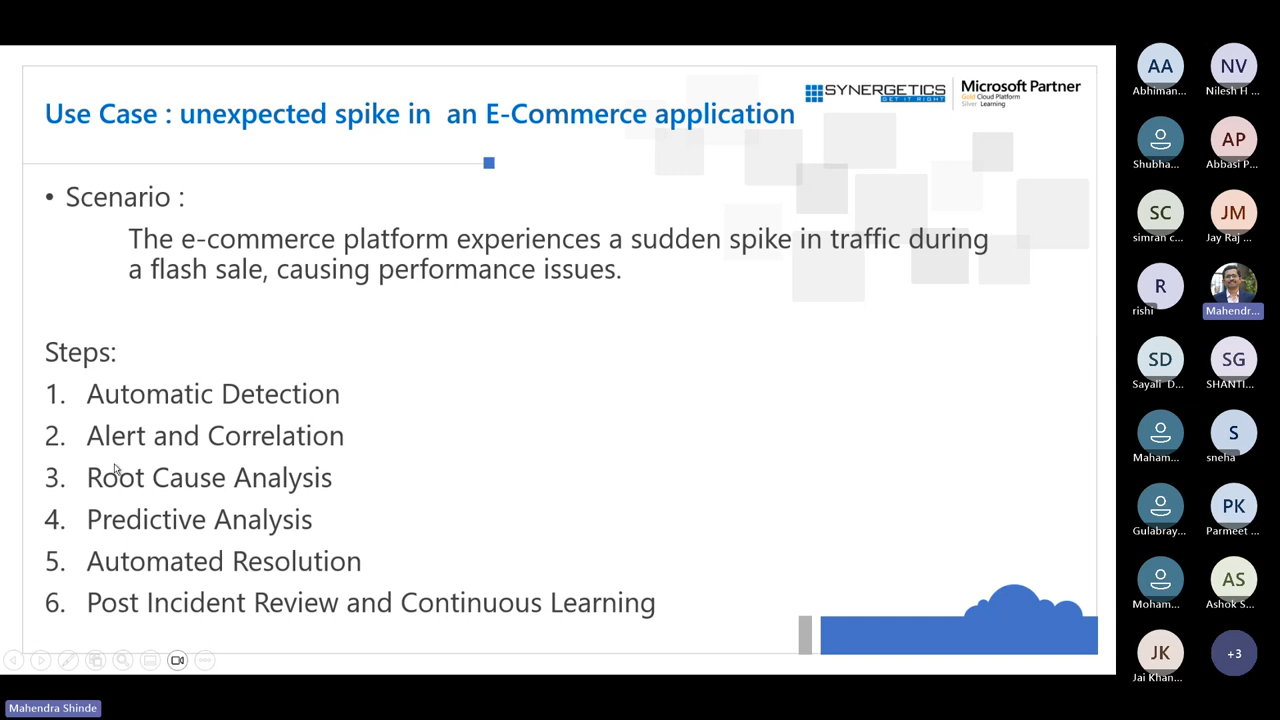 Use Case : unexpected spike in an E-Commerce application
SYNERGETICS
GET IT RIGHT
Microsoft Partner
Gold Cloud Platform
Silver Learning
• Scenario :
The e-commerce platform experiences a sudden spike in traffic during
a flash sale, causing performance issues.
Steps:
1. Automatic Detection
2. Alert and Correlation
3. Root Cause Analysis
4. Predictive Analysis
5. Automated Resolution
6. Post Incident Review and Continuous Learning
Mahendra Shinde
AA
Abhiman...
NV
Nilesh H ...
Shubha...
AP
Abbasi P...
SC
simran c...
JM
Jay Raj ...
R
rishi
Mahendr...
SD
Sayali D...
SG
SHANTI...
Maham...
S
sneha
Gulabray...
PK
Parmeet ...
Moham...
AS
Ashok S...
JK
Jai Khan...
+3